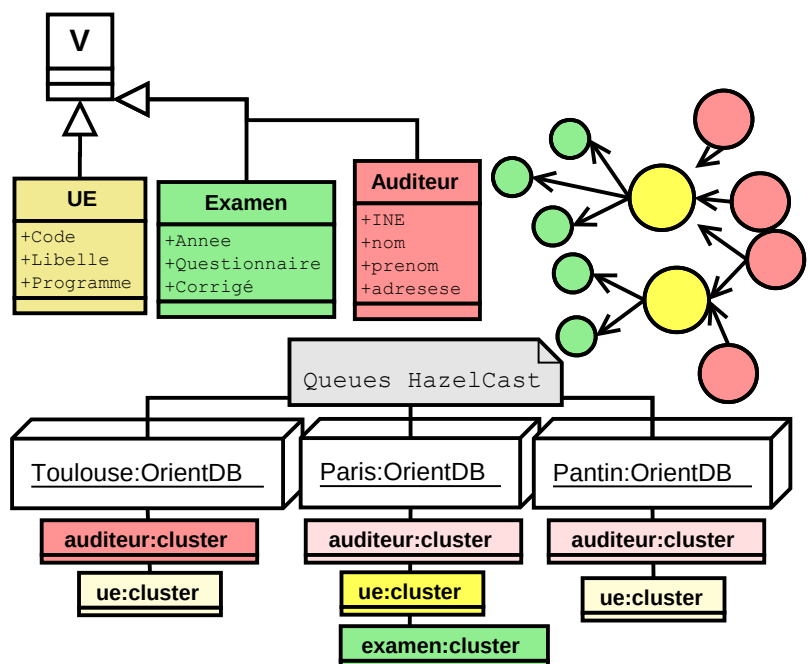 V
UE
+Code
+Libelle
+Programme
Examen
+Annee
+Questionnaire
+Corrigé
Auditeur
+INE
+nom
+prenom
+adresese
Queues HazelCast
Toulouse:OrientDB
Paris:OrientDB
Pantin:OrientDB
auditeur:cluster
auditeur:cluster
auditeur:cluster
ue:cluster
ue:cluster
ue:cluster
examen:cluster